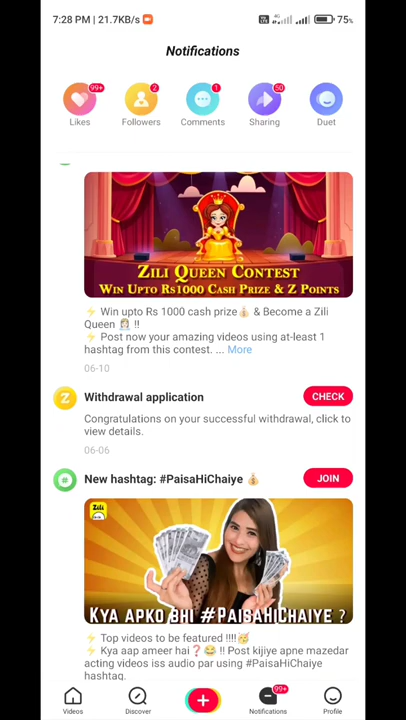 7:28 PM | 21.7KB/s
4G
75%
Notifications
99+
2
1
50
Likes
Followers
Comments
Sharing
Duet
Zili Queen Contest
Win Upto Rs1000 Cash Prize & Z Points
⚡ Win upto Rs 1000 cash prize💰 & Become a Zili
Queen 👸 !!
⚡ Post now your amazing videos using at-least 1
hashtag from this contest. ... More
06-10
Z
Withdrawal application
CHECK
Congratulations on your successful withdrawal, click to
view details.
06-06
#
New hashtag: #PaisaHiChaiye 💰
JOIN
Zili
Kya Apko Bhi #PaisaHiChaiye ?
⚡ Top videos to be featured !!!!🥳
⚡ Kya aap ameer hai❓😂 !! Post kijiye apne mazedar
acting videos iss audio par using #PaisaHiChaiye
hashtag.
99+
Videos
Discover
Notifications
Profile